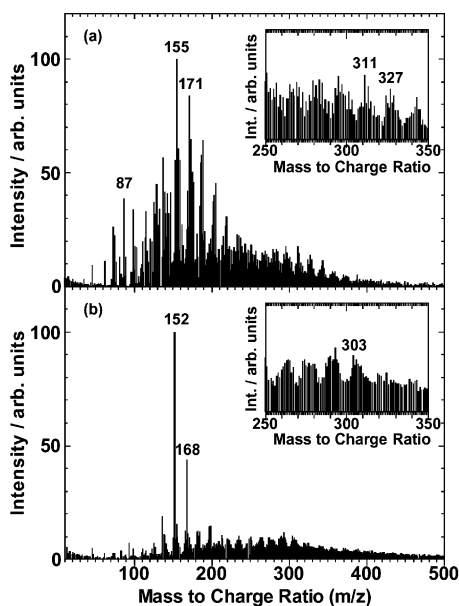 (a)
155
171
87
100
50
0
Intensity / arb. units
311
327
Int. / arb. units
250 300 350
Mass to Charge Ratio
(b)
152
168
100
50
0
Intensity / arb. units
303
Int. / arb. units
250 300 350
Mass to Charge Ratio
100 200 300 400 500
Mass to Charge Ratio (m/z)